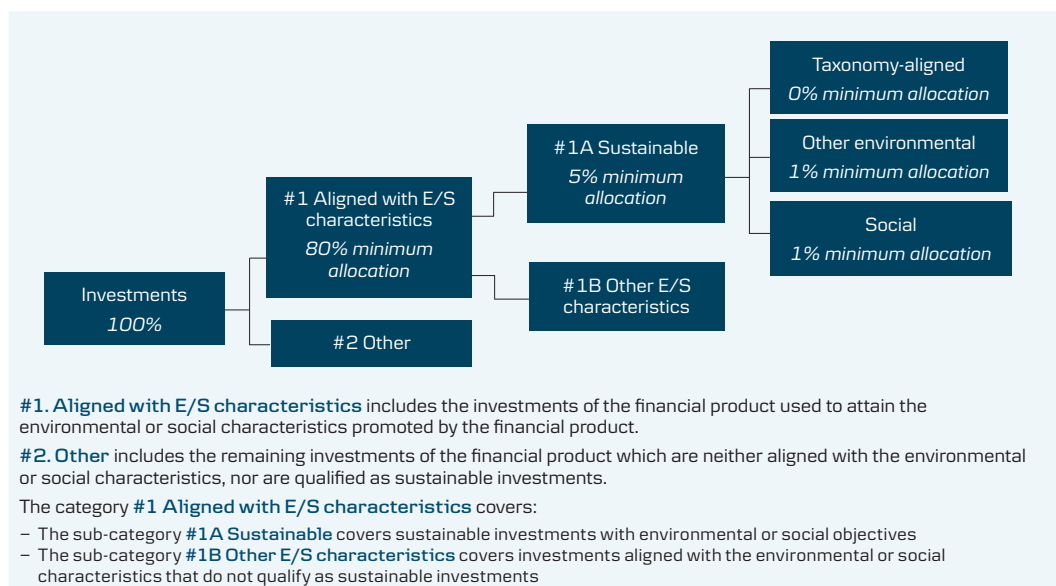 Investments
100%
#1 Aligned with E/S
characteristics
80% minimum
allocation
#2 Other
#1A Sustainable
5% minimum
allocation
#1B Other E/S
characteristics
Taxonomy-aligned
0% minimum allocation
Other environmental
1% minimum allocation
Social
1% minimum allocation
#1. Aligned with E/S characteristics includes the investments of the financial product used to attain the
environmental or social characteristics promoted by the financial product.
#2. Other includes the remaining investments of the financial product which are neither aligned with the environmental
or social characteristics, nor are qualified as sustainable investments.
The category #1 Aligned with E/S characteristics covers:
– The sub-category #1A Sustainable covers sustainable investments with environmental or social objectives
– The sub-category #1B Other E/S characteristics covers investments aligned with the environmental or social
characteristics that do not qualify as sustainable investments